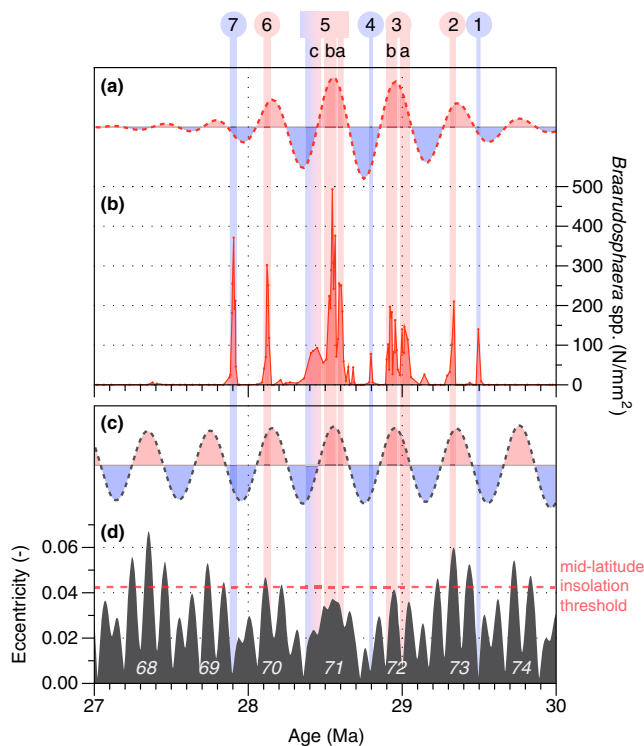 7 6 5 4 3 2 1
c b a b a
(a)
(b)
500
400
300
200
100
0
Braarudosphaera spp. (N/mm²)
(c)
(d)
0.06
0.04
0.02
0.00
Eccentricity (-)
mid-latitude
insolation
threshold
68 69 70 71 72 73 74
27 28 29 30
Age (Ma)